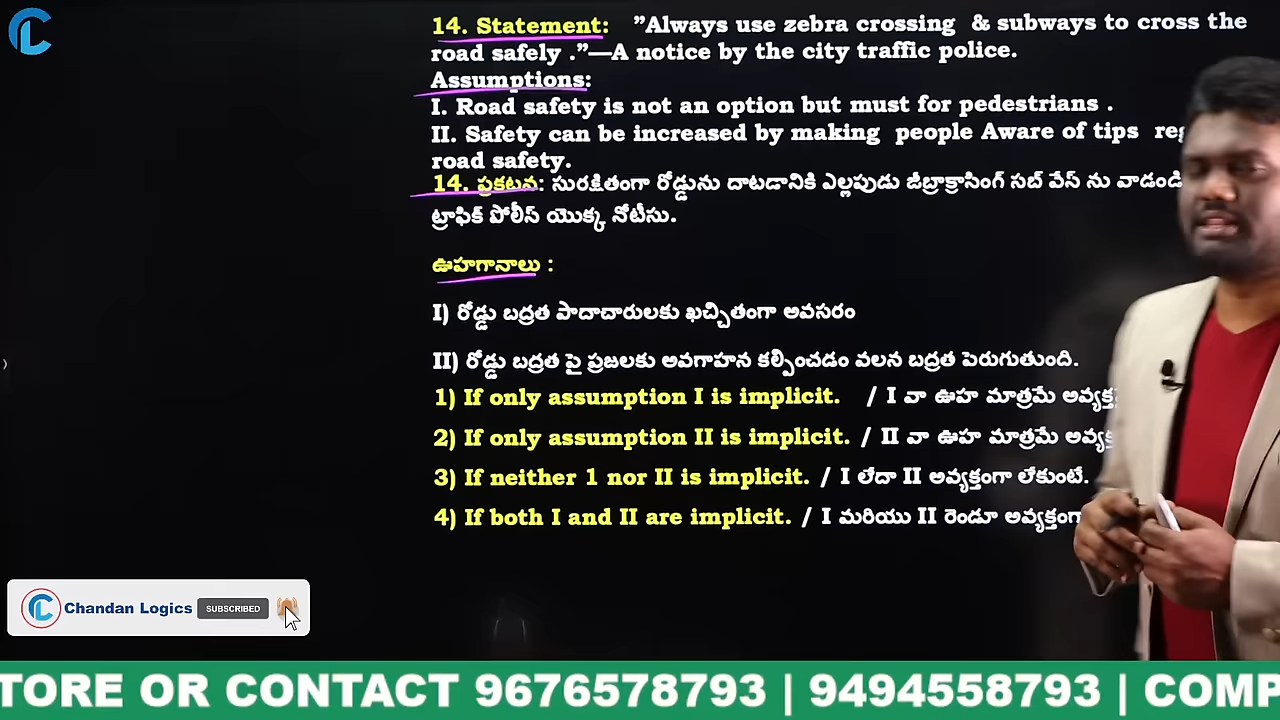 14. Statement: ”Always use zebra crossing & subways to cross the
road safely .”—A notice by the city traffic police.
Assumptions:
I. Road safety is not an option but must for pedestrians .
II. Safety can be increased by making people Aware of tips
road safety.
14. ప్రకటన: సురక్షితంగా రోడ్డును దాటడానికి ఎల్లపుడు జీబ్రాక్రాసింగ్ సబ్ వేస్ ను వాడండి
ట్రాఫిక్ పోలీస్ యొక్క నోటీసు.
ఊహగానాలు :
I) రోడ్డు బద్రత పాదాచారులకు ఖచ్చితంగా అవసరం
II) రోడ్డు బద్రత పై ప్రజలకు అవగాహన కల్పించడం వలన బద్రత పెరుగుతుంది.
1) If only assumption I is implicit. / I వా ఊహ మాత్రమే
2) If only assumption II is implicit. / II వా ఊహ మాత్రమే
3) If neither 1 nor II is implicit. / I లేదా II అవ్యక్తంగా లేకుంటే.
4) If both I and II are implicit. / I మరియు II రెండూ అవ్యక్తంగా
Chandan Logics SUBSCRIBED
TORE OR CONTACT 9676578793 | 9494558793 | COMP